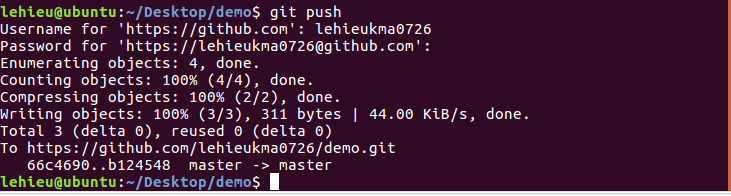 lehieu@ubuntu:~/Desktop/demo$ git push
Username for 'https://github.com': lehieukma0726
Password for 'https://lehieukma0726@github.com':
Enumerating objects: 4, done.
Counting objects: 100% (4/4), done.
Compressing objects: 100% (2/2), done.
Writing objects: 100% (3/3), 311 bytes | 44.00 KiB/s, done.
Total 3 (delta 0), reused 0 (delta 0)
To https://github.com/lehieukma0726/demo.git
   66c4690..b124548  master -> master
lehieu@ubuntu:~/Desktop/demo$